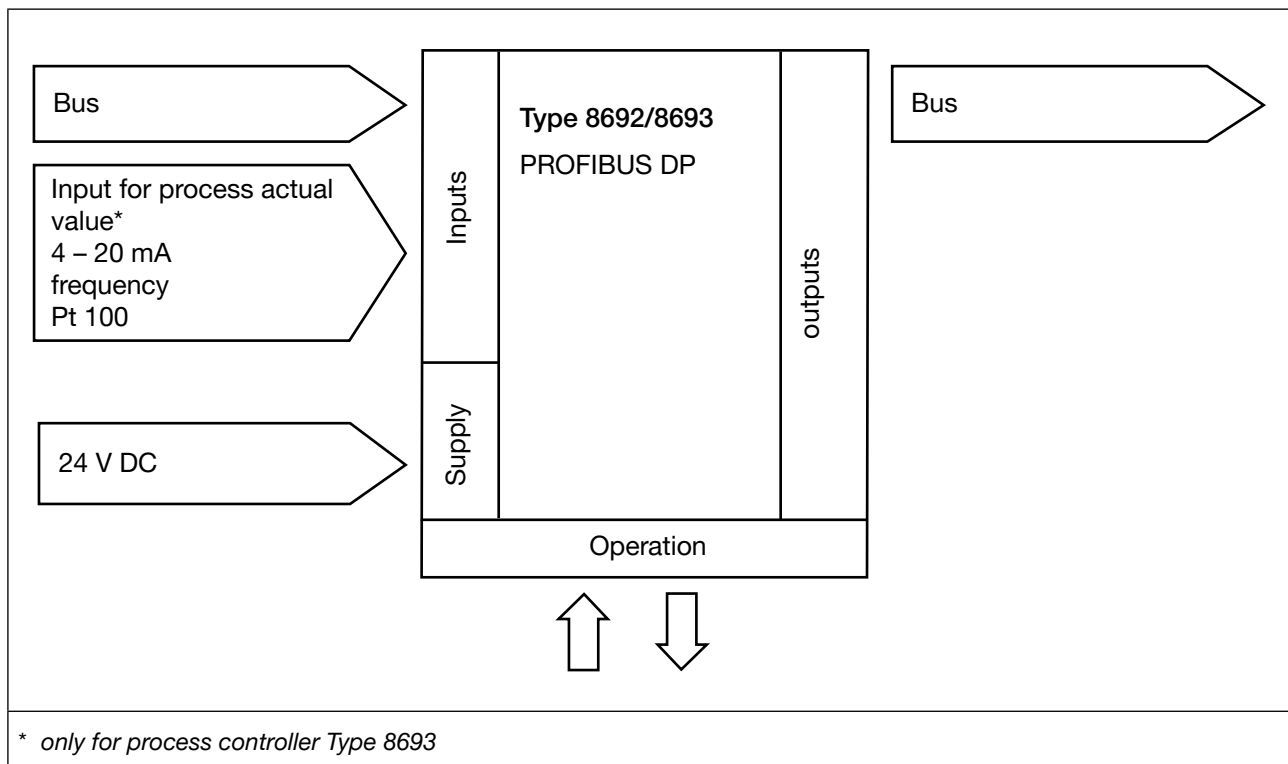 Bus
Input for process actual
value*
4 – 20 mA
frequency
Pt 100
24 V DC
Inputs
Supply
Type 8692/8693
PROFIBUS DP
outputs
Operation
Bus
* only for process controller Type 8693